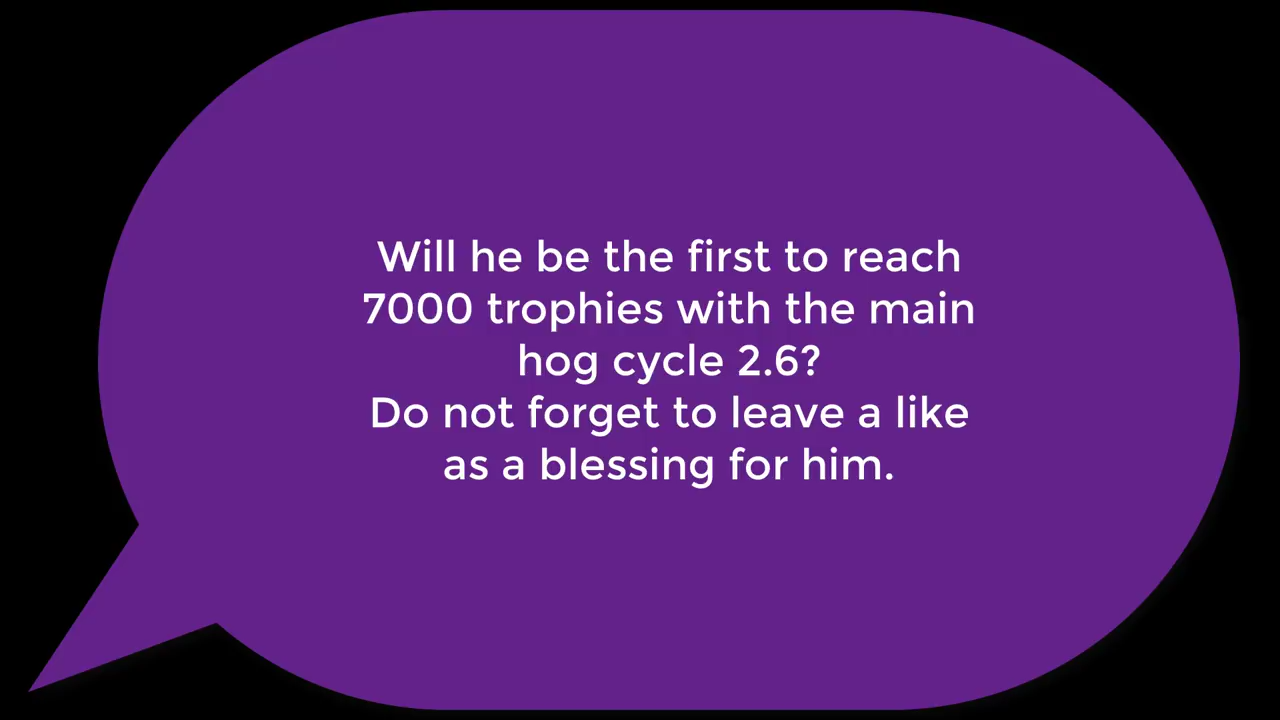 Will he be the first to reach
7000 trophies with the main
hog cycle 2.6?
Do not forget to leave a like
as a blessing for him.